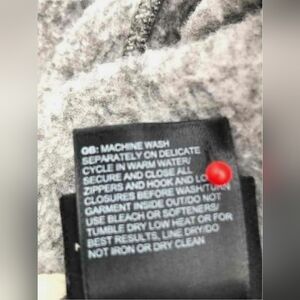 GB: MACHINE WASH
SEPARATELY ON DELICATE
CYCLE IN WARM WATER/
SECURE AND CLOSE ALL
ZIPPERS AND HOOK AND LO
CLOSURES BEFORE WASH/TURN
GARMENT INSIDE OUT/DO NOT
USE BLEACH OR SOFTENERS/
TUMBLE DRY LOW HEAT OR FOR
BEST RESULTS, LINE DRY/DO
NOT IRON OR DRY CLEAN